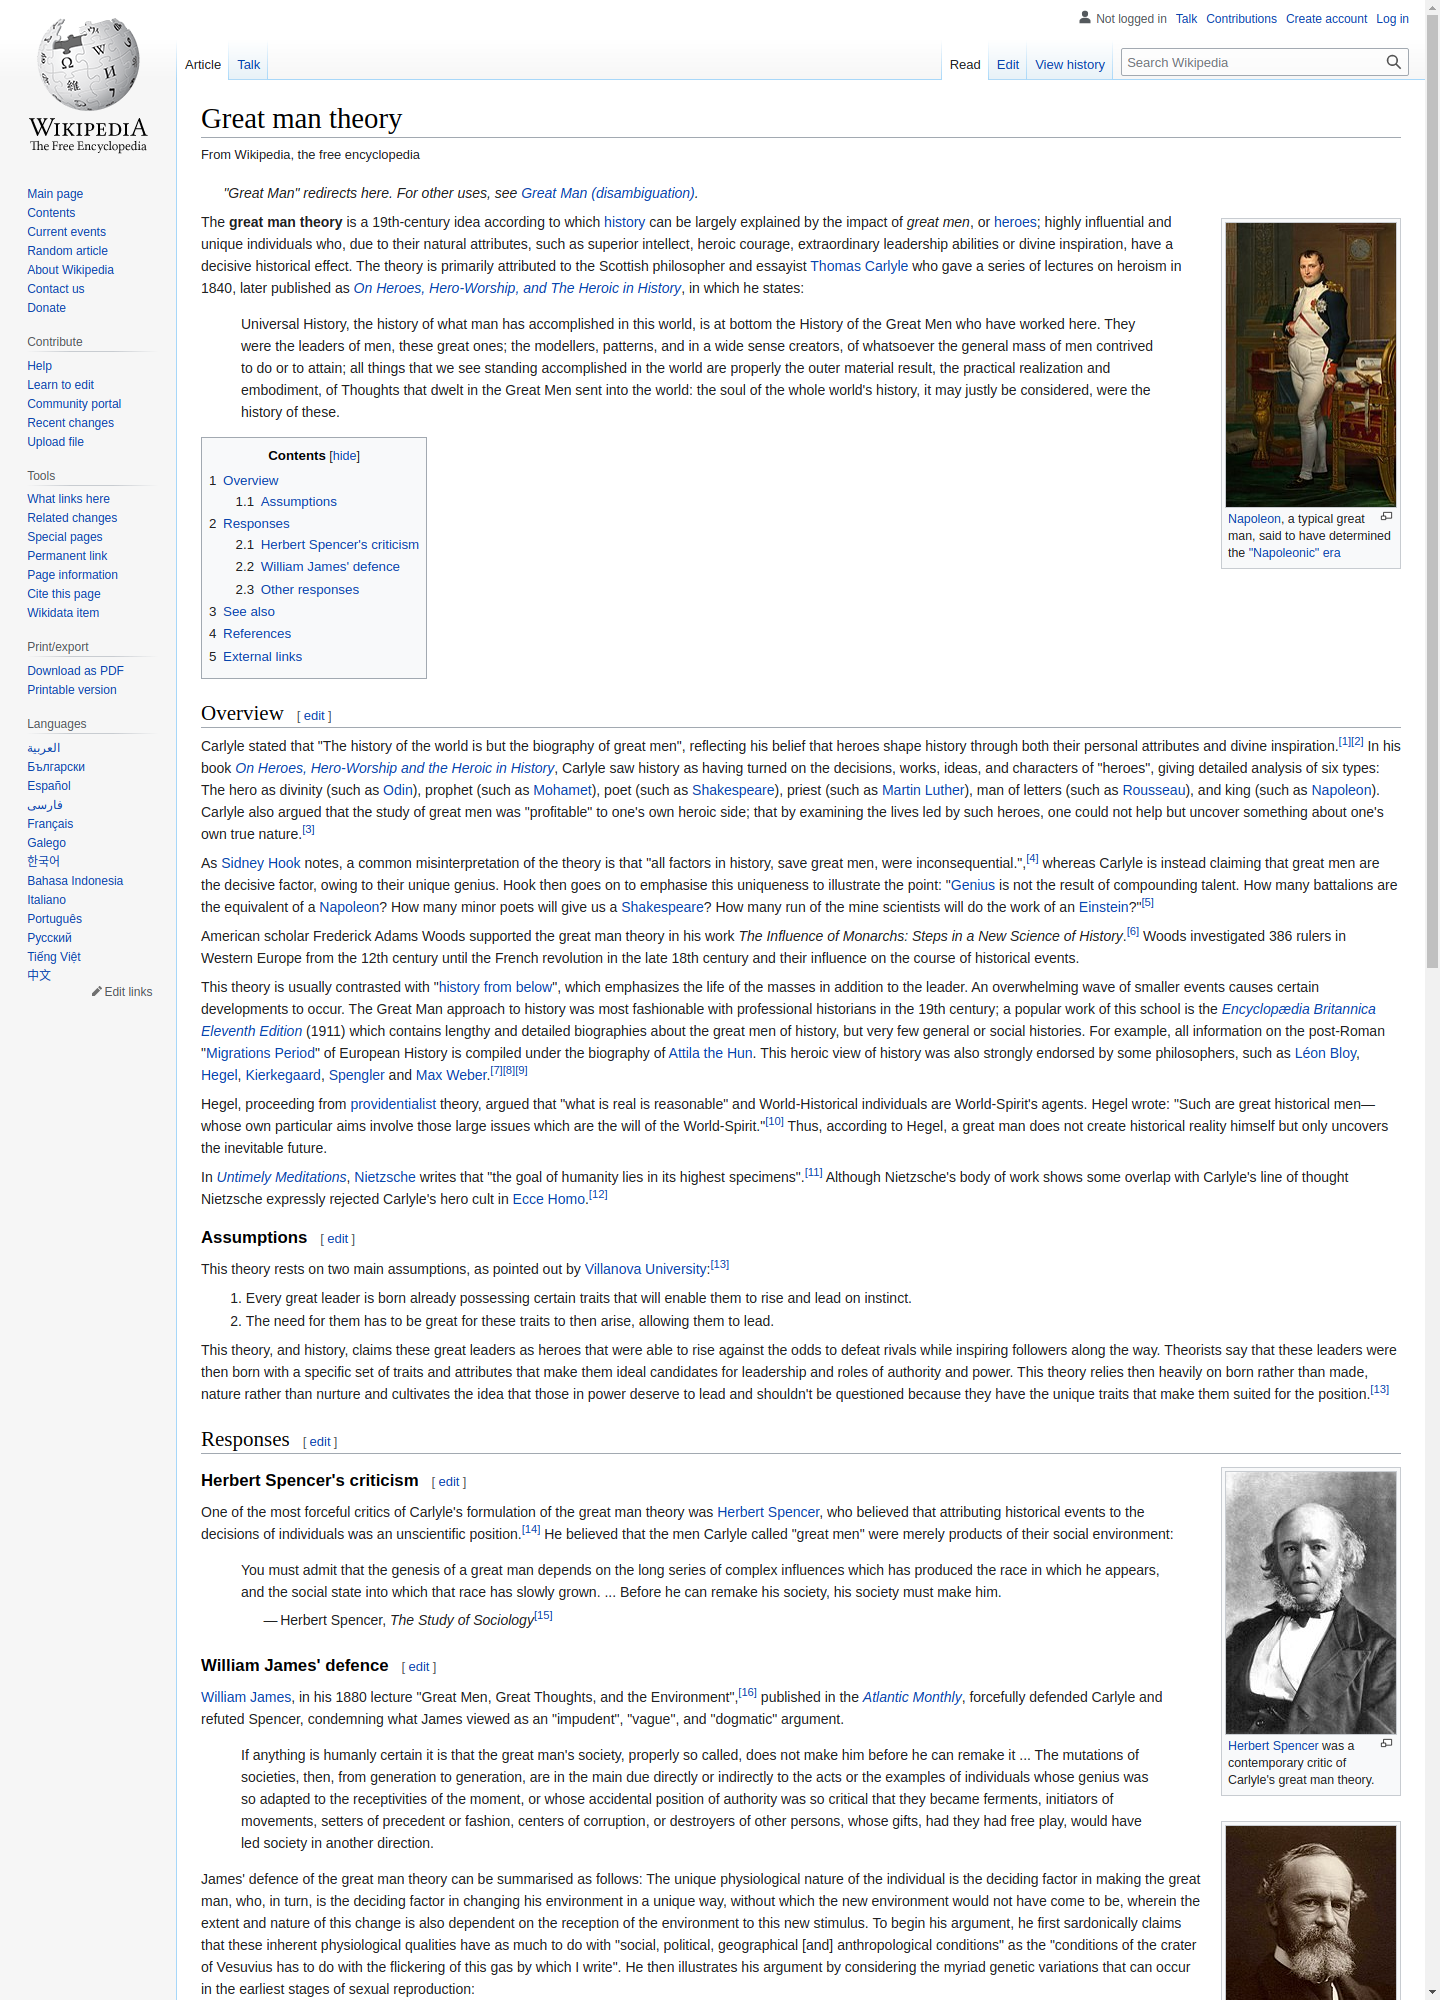 Not logged in Talk Contributions Create account Log in
Article Talk
Read Edit View history
Search Wikipedia
WIKIPEDIA
The Free Encyclopedia
Main page
Contents
Current events
Random article
About Wikipedia
Contact us
Donate
Contribute
Help
Learn to edit
Community portal
Recent changes
Upload file
Tools
What links here
Related changes
Special pages
Permanent link
Page information
Cite this page
Wikidata item
Print/export
Download as PDF
Printable version
Languages
العربية
Български
Español
فارسی
Français
Galego
한국어
Bahasa Indonesia
Italiano
Português
Русский
Tiếng Việt
中文
Edit links
Great man theory
From Wikipedia, the free encyclopedia
"Great Man" redirects here. For other uses, see Great Man (disambiguation).
The great man theory is a 19th-century idea according to which history can be largely explained by the impact of great men, or heroes; highly influential and
unique individuals who, due to their natural attributes, such as superior intellect, heroic courage, extraordinary leadership abilities or divine inspiration, have a
decisive historical effect. The theory is primarily attributed to the Scottish philosopher and essayist Thomas Carlyle who gave a series of lectures on heroism in
1840, later published as On Heroes, Hero-Worship, and The Heroic in History, in which he states:
Universal History, the history of what man has accomplished in this world, is at bottom the History of the Great Men who have worked here. They
were the leaders of men, these great ones; the modellers, patterns, and in a wide sense creators, of whatsoever the general mass of men contrived
to do or to attain; all things that we see standing accomplished in the world are properly the outer material result, the practical realization and
embodiment, of Thoughts that dwelt in the Great Men sent into the world: the soul of the whole world's history, it may justly be considered, were the
history of these.
Napoleon, a typical great
man, said to have determined
the "Napoleonic" era
Contents [hide]
1 Overview
1.1 Assumptions
2 Responses
2.1 Herbert Spencer's criticism
2.2 William James' defence
2.3 Other responses
3 See also
4 References
5 External links
Overview [ edit ]
Carlyle stated that "The history of the world is but the biography of great men", reflecting his belief that heroes shape history through both their personal attributes and divine inspiration.[1][2] In his
book On Heroes, Hero-Worship and the Heroic in History, Carlyle saw history as having turned on the decisions, works, ideas, and characters of "heroes", giving detailed analysis of six types:
The hero as divinity (such as Odin), prophet (such as Mohamet), poet (such as Shakespeare), priest (such as Martin Luther), man of letters (such as Rousseau), and king (such as Napoleon).
Carlyle also argued that the study of great men was "profitable" to one's own heroic side; that by examining the lives led by such heroes, one could not help but uncover something about one's
own true nature.[3]
As Sidney Hook notes, a common misinterpretation of the theory is that "all factors in history, save great men, were inconsequential.",[4] whereas Carlyle is instead claiming that great men are
the decisive factor, owing to their unique genius. Hook then goes on to emphasise this uniqueness to illustrate the point: "Genius is not the result of compounding talent. How many battalions are
the equivalent of a Napoleon? How many minor poets will give us a Shakespeare? How many run of the mine scientists will do the work of an Einstein?"[5]
American scholar Frederick Adams Woods supported the great man theory in his work The Influence of Monarchs: Steps in a New Science of History.[6] Woods investigated 386 rulers in
Western Europe from the 12th century until the French revolution in the late 18th century and their influence on the course of historical events.
This theory is usually contrasted with "history from below", which emphasizes the life of the masses in addition to the leader. An overwhelming wave of smaller events causes certain
developments to occur. The Great Man approach to history was most fashionable with professional historians in the 19th century; a popular work of this school is the Encyclopædia Britannica
Eleventh Edition (1911) which contains lengthy and detailed biographies about the great men of history, but very few general or social histories. For example, all information on the post-Roman
"Migrations Period" of European History is compiled under the biography of Attila the Hun. This heroic view of history was also strongly endorsed by some philosophers, such as Léon Bloy,
Hegel, Kierkegaard, Spengler and Max Weber.[7][8][9]
Hegel, proceeding from providentialist theory, argued that "what is real is reasonable" and World-Historical individuals are World-Spirit's agents. Hegel wrote: "Such are great historical men—
whose own particular aims involve those large issues which are the will of the World-Spirit."[10] Thus, according to Hegel, a great man does not create historical reality himself but only uncovers
the inevitable future.
In Untimely Meditations, Nietzsche writes that "the goal of humanity lies in its highest specimens".[11] Although Nietzsche's body of work shows some overlap with Carlyle's line of thought
Nietzsche expressly rejected Carlyle's hero cult in Ecce Homo.[12]
Assumptions [ edit ]
This theory rests on two main assumptions, as pointed out by Villanova University:[13]
1. Every great leader is born already possessing certain traits that will enable them to rise and lead on instinct.
2. The need for them has to be great for these traits to then arise, allowing them to lead.
This theory, and history, claims these great leaders as heroes that were able to rise against the odds to defeat rivals while inspiring followers along the way. Theorists say that these leaders were
then born with a specific set of traits and attributes that make them ideal candidates for leadership and roles of authority and power. This theory relies then heavily on born rather than made,
nature rather than nurture and cultivates the idea that those in power deserve to lead and shouldn't be questioned because they have the unique traits that make them suited for the position.[13]
Responses [ edit ]
Herbert Spencer's criticism [ edit ]
One of the most forceful critics of Carlyle's formulation of the great man theory was Herbert Spencer, who believed that attributing historical events to the
decisions of individuals was an unscientific position.[14] He believed that the men Carlyle called "great men" were merely products of their social environment:
You must admit that the genesis of a great man depends on the long series of complex influences which has produced the race in which he appears,
and the social state into which that race has slowly grown. ... Before he can remake his society, his society must make him.
— Herbert Spencer, The Study of Sociology[15]
Herbert Spencer was a
contemporary critic of
Carlyle's great man theory.
William James' defence [ edit ]
William James, in his 1880 lecture "Great Men, Great Thoughts, and the Environment",[16] published in the Atlantic Monthly, forcefully defended Carlyle and
refuted Spencer, condemning what James viewed as an "impudent", "vague", and "dogmatic" argument.
If anything is humanly certain it is that the great man's society, properly so called, does not make him before he can remake it ... The mutations of
societies, then, from generation to generation, are in the main due directly or indirectly to the acts or the examples of individuals whose genius was
so adapted to the receptivities of the moment, or whose accidental position of authority was so critical that they became ferments, initiators of
movements, setters of precedent or fashion, centers of corruption, or destroyers of other persons, whose gifts, had they had free play, would have
led society in another direction.
James' defence of the great man theory can be summarised as follows: The unique physiological nature of the individual is the deciding factor in making the great
man, who, in turn, is the deciding factor in changing his environment in a unique way, without which the new environment would not have come to be, wherein the
extent and nature of this change is also dependent on the reception of the environment to this new stimulus. To begin his argument, he first sardonically claims
that these inherent physiological qualities have as much to do with "social, political, geographical [and] anthropological conditions" as the "conditions of the crater
of Vesuvius has to do with the flickering of this gas by which I write". He then illustrates his argument by considering the myriad genetic variations that can occur
in the earliest stages of sexual reproduction: